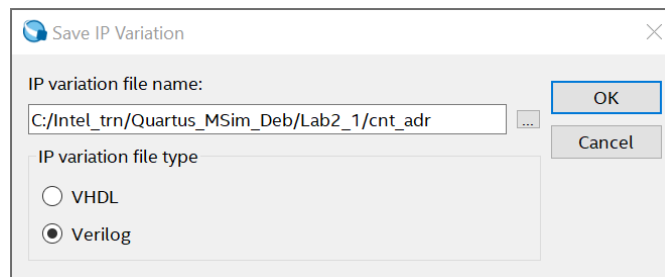 Save IP Variation
IP variation file name:
C:/Intel_trn/Quartus_MSim_Deb/Lab2_1/cnt_adr
...
OK
Cancel
IP variation file type
VHDL
Verilog